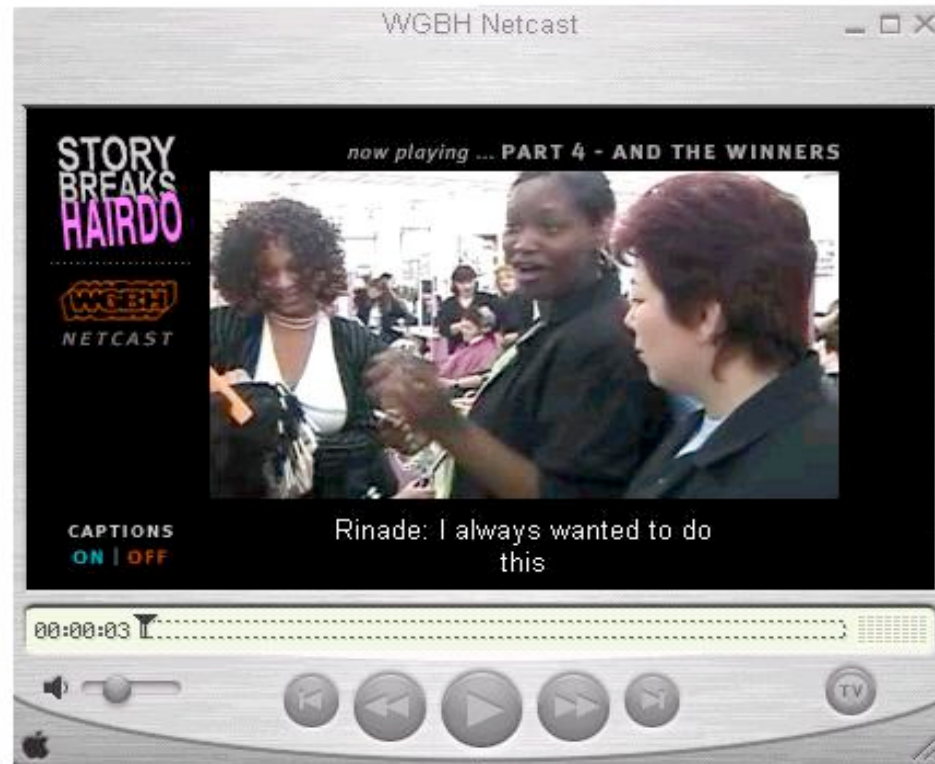 WGBH Netcast
STORY
BREAKS
HAIRDO
now playing ... PART 4 - AND THE WINNERS
WGBH
NETCAST
Rinade: I always wanted to do
this
CAPTIONS
ON | OFF
00:00:03
TV